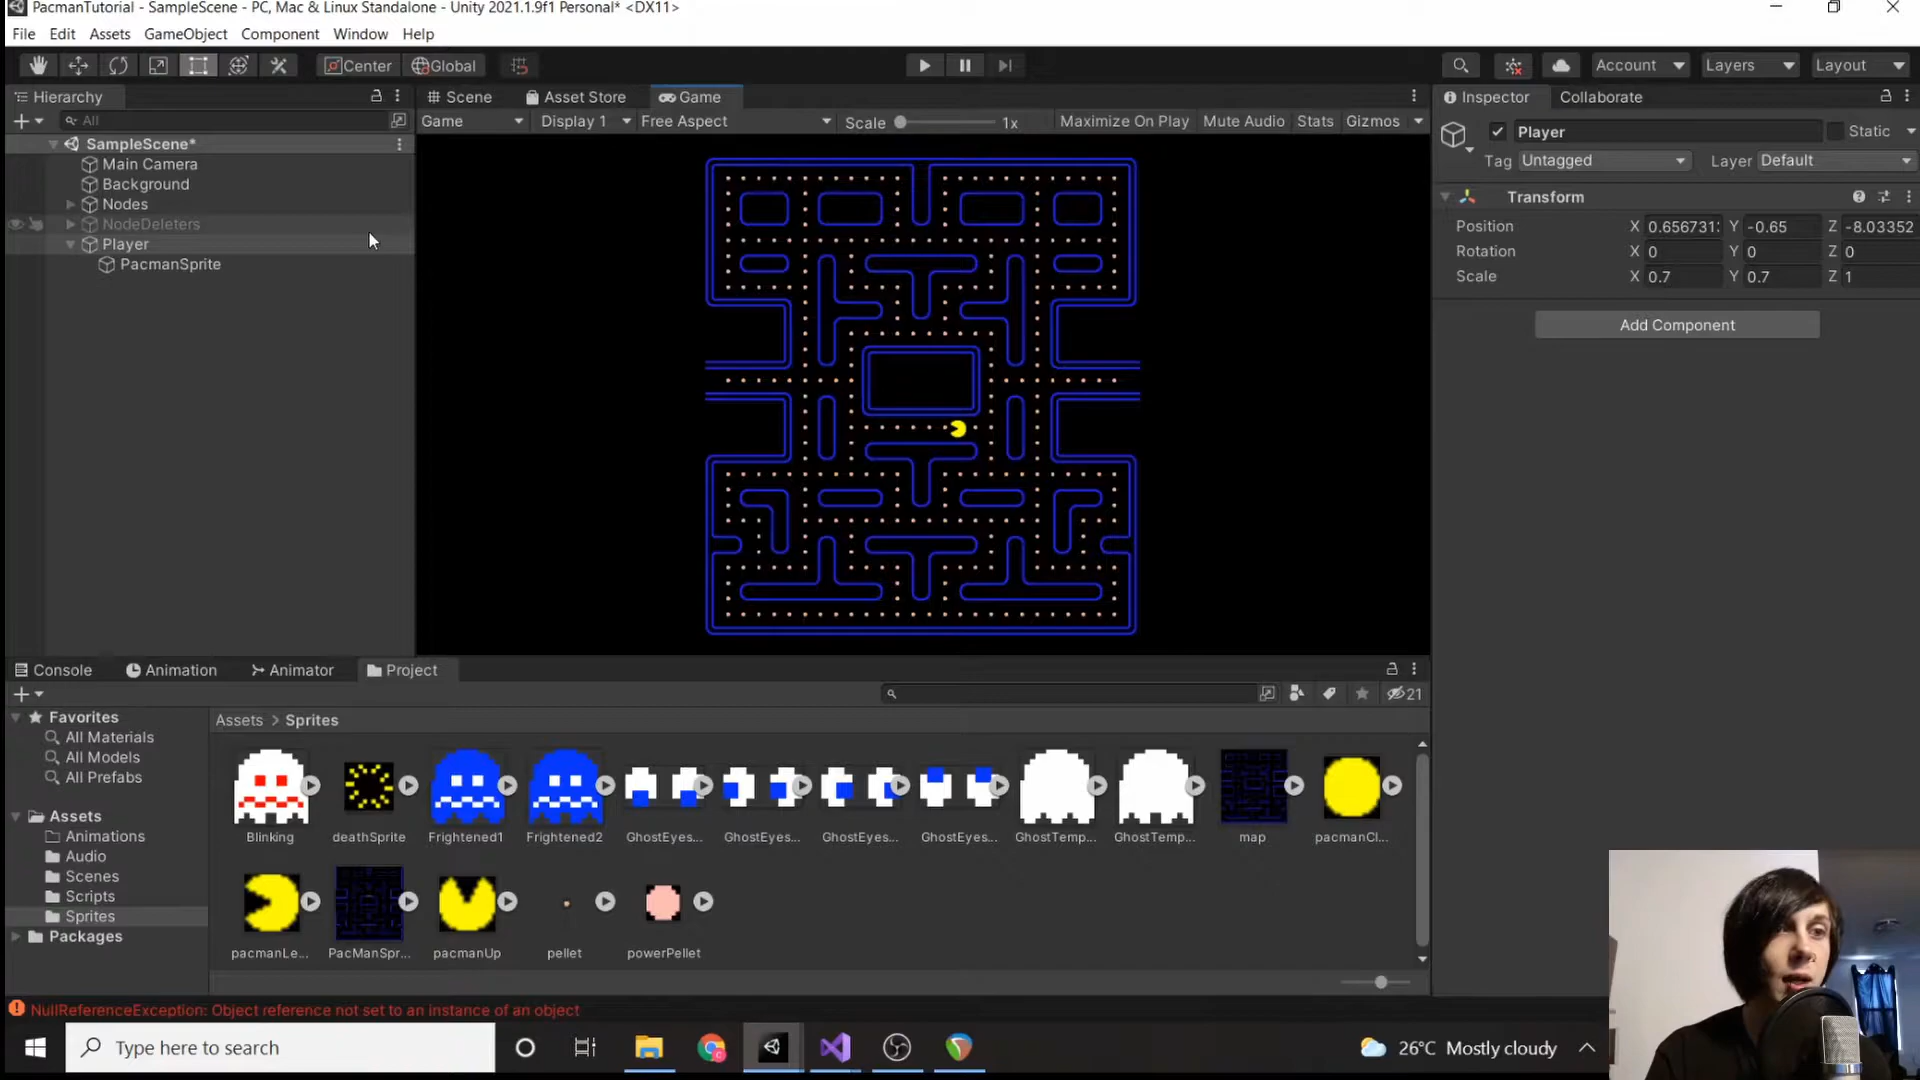 PacmanTutorial - SampleScene - PC, Mac & Linux Standalone - Unity 2021.1.9f1 Personal* <DX11>
File Edit Assets GameObject Component Window Help
Center Global Account Layers Layout
Hierarchy
Scene Asset Store Game
Inspector Collaborate
All
Game Display 1 Free Aspect Scale 1x Maximize On Play Mute Audio Stats Gizmos
SampleScene*
Main Camera
Background
Nodes
NodeDeleters
Player
PacmanSprite
Player Static
Tag Untagged Layer Default
Transform
Position X 0.656731 Y -0.65 Z -8.03352
Rotation X 0 Y 0 Z 0
Scale X 0.7 Y 0.7 Z 1
Add Component
Console Animation Animator Project
21
Favorites
All Materials
All Models
All Prefabs
Assets
Animations
Audio
Scenes
Scripts
Sprites
Packages
Assets > Sprites
Blinking deathSprite Frightened1 Frightened2 GhostEyes... GhostEyes... GhostEyes... GhostEyes... GhostTemp... GhostTemp... map pacmanCl...
pacmanLe... PacManSpr... pacmanUp pellet powerPellet
NullReferenceException: Object reference not set to an instance of an object
Type here to search
26°C Mostly cloudy